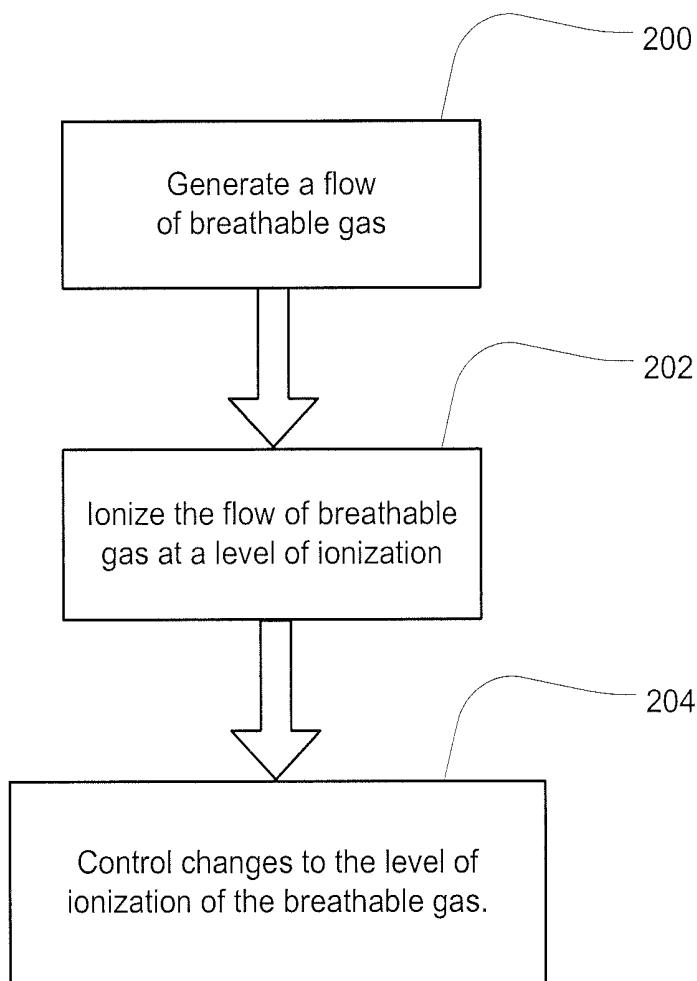 200
Generate a flow
of breathable gas
202
Ionize the flow of breathable
gas at a level of ionization
204
Control changes to the level of
ionization of the breathable gas.